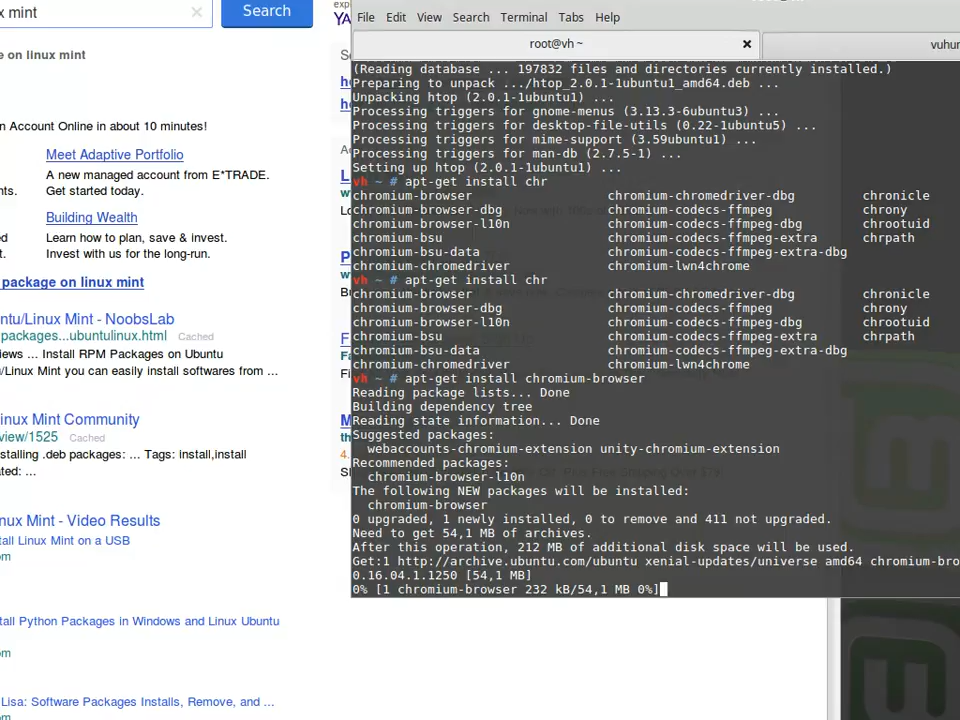 x mint
Search
exp
YA
e on linux mint
So
n Account Online in about 10 minutes!
Meet Adaptive Portfolio
A new managed account from E*TRADE.
nts.
Get started today.
Building Wealth
d
Learn how to plan, save & invest.
t.
Invest with us for the long-run.
package on linux mint
ntu/Linux Mint - NoobsLab
packages...ubuntulinux.html Cached
iews ... Install RPM Packages on Ubuntu
/Linux Mint you can easily install softwares from ...
inux Mint Community
view/1525 Cached
stalling .deb packages: ... Tags: install,install
ated: ...
nux Mint - Video Results
tall Linux Mint on a USB
om
tall Python Packages in Windows and Linux Ubuntu
om
Lisa: Software Packages Installs, Remove, and ...
om
File Edit View Search Terminal Tabs Help
root@vh ~
vuhun
(Reading database ... 197832 files and directories currently installed.)
Preparing to unpack .../htop_2.0.1-1ubuntu1_amd64.deb ...
Unpacking htop (2.0.1-1ubuntu1) ...
Processing triggers for gnome-menus (3.13.3-6ubuntu3) ...
Processing triggers for desktop-file-utils (0.22-1ubuntu5) ...
Processing triggers for mime-support (3.59ubuntu1) ...
Processing triggers for man-db (2.7.5-1) ...
Setting up htop (2.0.1-1ubuntu1) ...
vh ~ # apt-get install chr
chromium-browser chromium-chromedriver-dbg chronicle
chromium-browser-dbg chromium-codecs-ffmpeg chrony
chromium-browser-l10n chromium-codecs-ffmpeg-dbg chrootuid
chromium-bsu chromium-codecs-ffmpeg-extra chrpath
chromium-bsu-data chromium-codecs-ffmpeg-extra-dbg
chromium-chromedriver chromium-lwn4chrome
vh ~ # apt-get install chr
chromium-browser chromium-chromedriver-dbg chronicle
chromium-browser-dbg chromium-codecs-ffmpeg chrony
chromium-browser-l10n chromium-codecs-ffmpeg-dbg chrootuid
chromium-bsu chromium-codecs-ffmpeg-extra chrpath
chromium-bsu-data chromium-codecs-ffmpeg-extra-dbg
chromium-chromedriver chromium-lwn4chrome
vh ~ # apt-get install chromium-browser
Reading package lists... Done
Building dependency tree
Reading state information... Done
Suggested packages:
webaccounts-chromium-extension unity-chromium-extension
Recommended packages:
chromium-browser-l10n
The following NEW packages will be installed:
chromium-browser
0 upgraded, 1 newly installed, 0 to remove and 411 not upgraded.
Need to get 54,1 MB of archives.
After this operation, 212 MB of additional disk space will be used.
Get:1 http://archive.ubuntu.com/ubuntu xenial-updates/universe amd64 chromium-bro
0.16.04.1.1250 [54,1 MB]
0% [1 chromium-browser 232 kB/54,1 MB 0%]